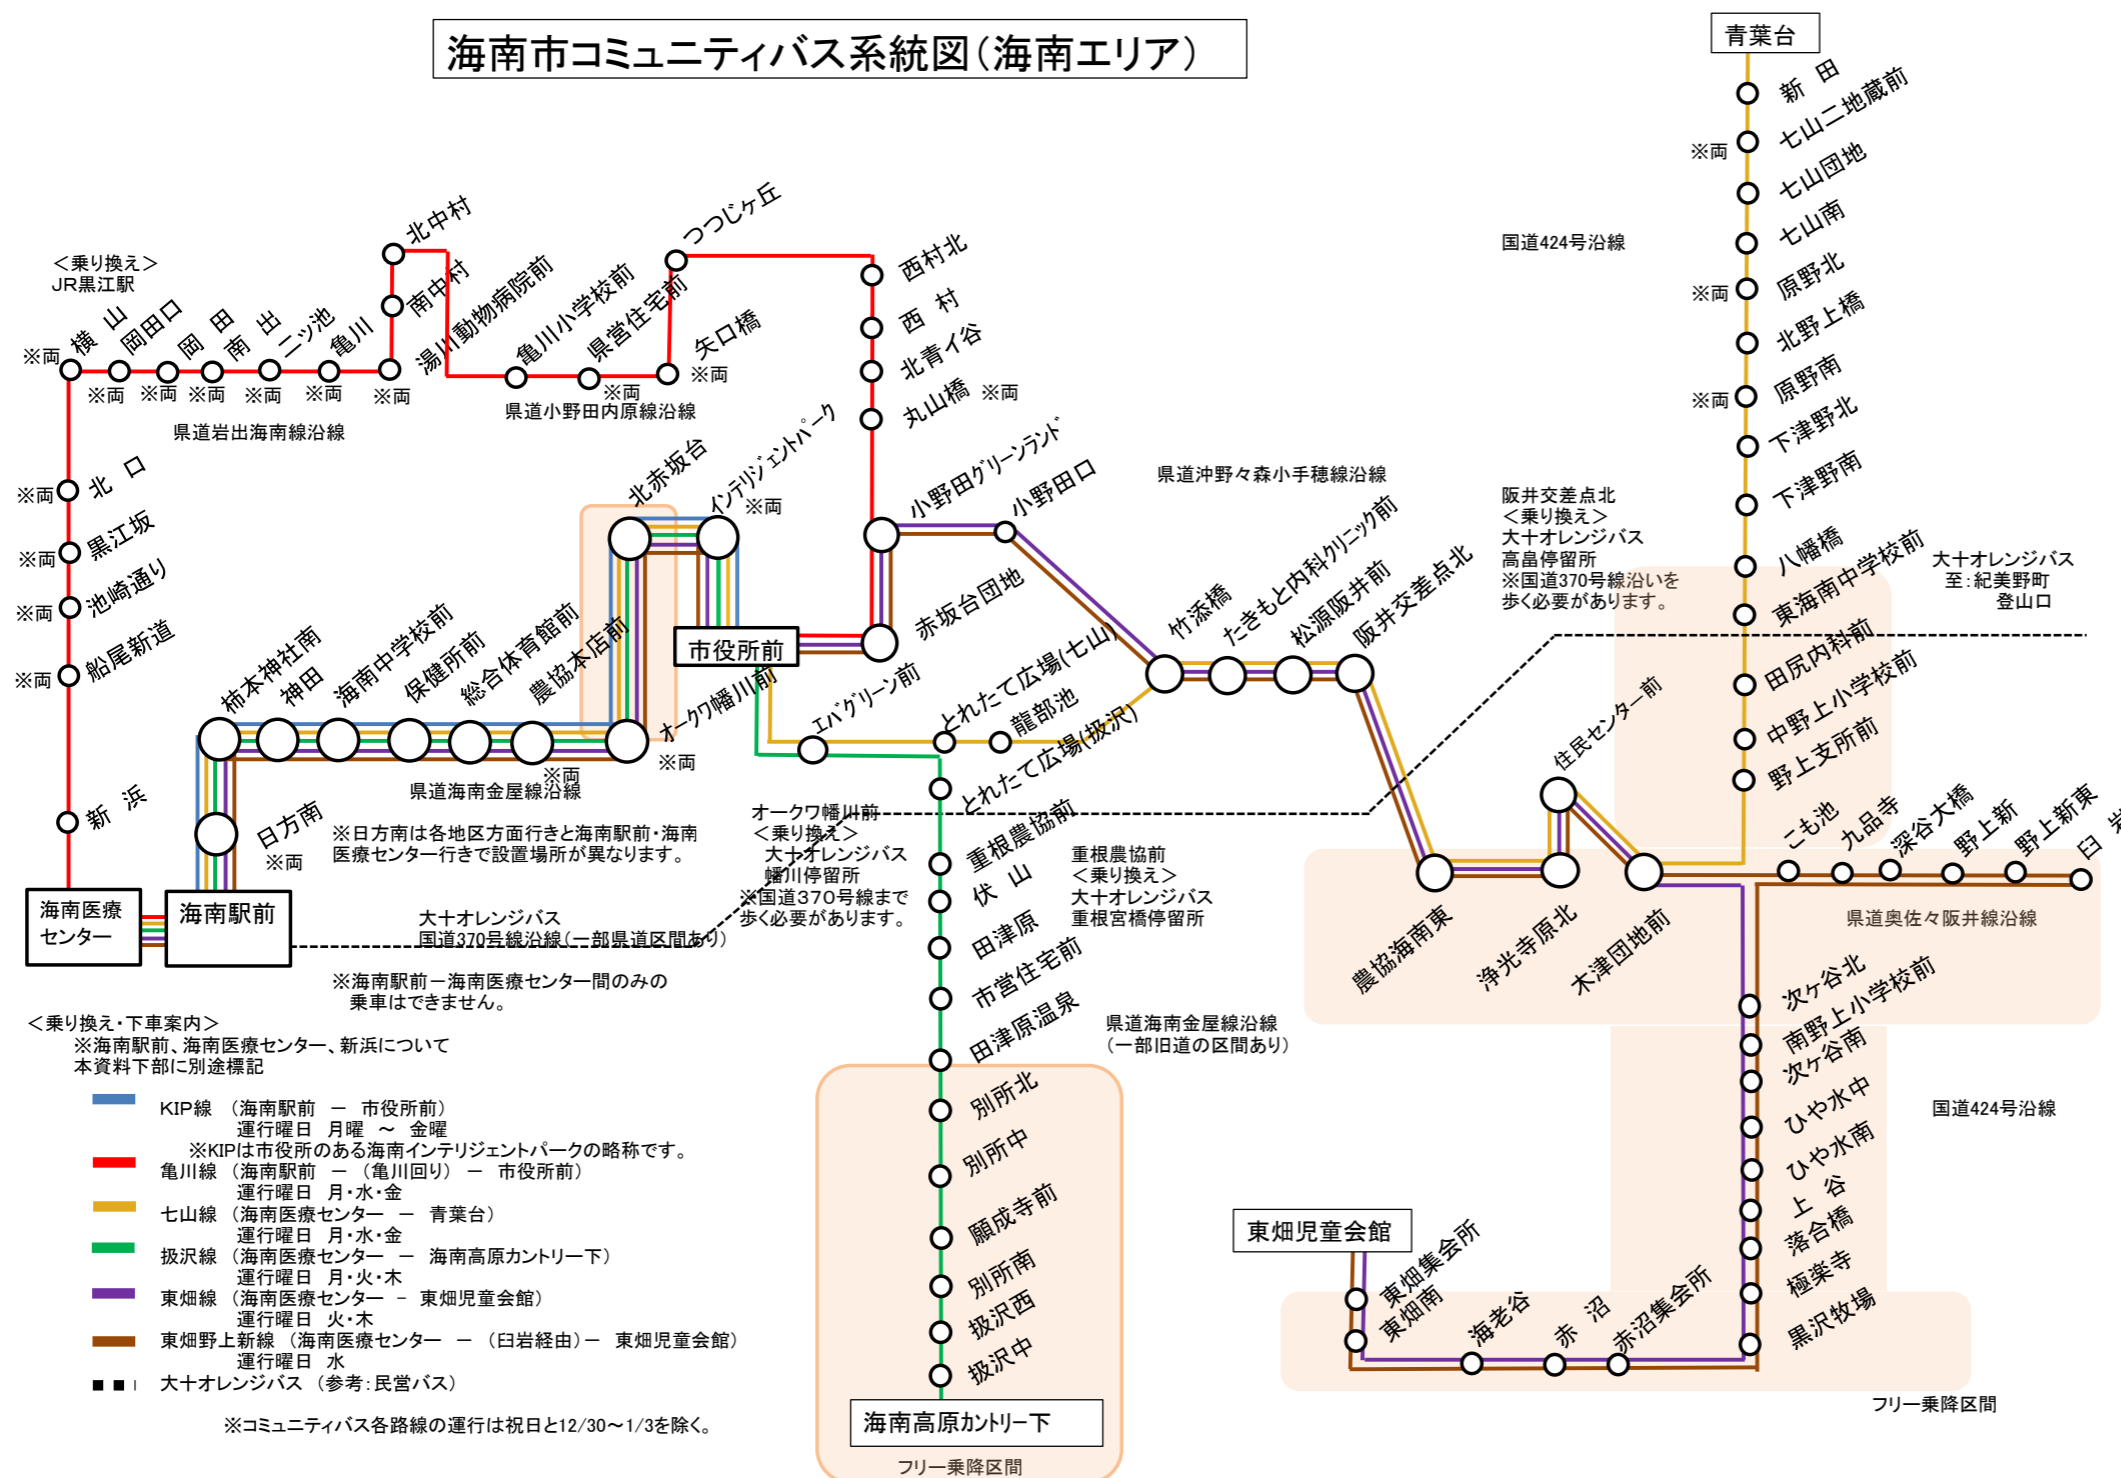 海南市コミュニティバス系統図(海南エリア)
青葉台
新 田
七山二地蔵前
※両
七山団地
七山南
国道424号沿線
原野北
※両
北野上橋
原野南
※両
下津野北
下津野南
八幡橋
東海南中学校前
田尻内科前
中野上小学校前
野上支所前
大十オレンジバス
至:紀美野町
登山口
<乗り換え>
JR黒江駅
横 山
※両
岡田口
※両
岡 田
※両
南 出
※両
二ッ池
※両
亀川
※両
北中村
南中村
湯川動物病院前
※両
亀川小学校前
県営住宅前
※両
矢口橋
※両
つつじヶ丘
西村北
西 村
北青イ谷
丸山橋 ※両
県道岩出海南線沿線
県道小野田内原線沿線
北 口
※両
黒江坂
※両
池崎通り
※両
船尾新道
※両
新 浜
海南医療
センター
海南駅前
日方南
※両
柿本神社南
神田
海南中学校前
保健所前
総合体育館前
農協本店前
※両
オークワ幡川前
※両
北赤坂台
インテリジェントパーク
※両
市役所前
赤坂台団地
小野田グリーンランド
小野田口
県道沖野々森小手穂線沿線
竹添橋
たきもと内科クリニック前
松源阪井前
阪井交差点北
阪井交差点北
<乗り換え>
大十オレンジバス
高畠停留所
※国道370号線沿いを
歩く必要があります。
県道海南金屋線沿線
※日方南は各地区方面行きと海南駅前・海南
医療センター行きで設置場所が異なります。
大十オレンジバス
国道370号線沿線(一部県道区間あり)
※海南駅前-海南医療センター間のみの
乗車はできません。
エバグリーン前
とれたて広場(七山)
龍部池
とれたて広場(扱沢)
オークワ幡川前
<乗り換え>
大十オレンジバス
幡川停留所
※国道370号線まで
歩く必要があります。
重根農協前
伏 山
田津原
市営住宅前
田津原温泉
重根農協前
<乗り換え>
大十オレンジバス
重根宮橋停留所
県道海南金屋線沿線
(一部旧道の区間あり)
別所北
別所中
願成寺前
別所南
扱沢西
扱沢中
海南高原カントリー下
フリー乗降区間
農協海南東
住民センター前
浄光寺原北
木津団地前
こも池
九品寺
深谷大橋
野上新
野上新東
臼 岩
県道奥佐々阪井線沿線
次ヶ谷北
南野上小学校前
次ヶ谷南
ひや水中
ひや水南
上 谷
落合橋
極楽寺
黒沢牧場
国道424号沿線
赤沼集会所
赤 沼
海老谷
東畑南
東畑集会所
東畑児童会館
フリー乗降区間
<乗り換え・下車案内>
※海南駅前、海南医療センター、新浜について
本資料下部に別途標記
KIP線 (海南駅前 - 市役所前)
運行曜日 月曜 ~ 金曜
※KIPは市役所のある海南インテリジェントパークの略称です。
亀川線 (海南駅前 - (亀川回り) - 市役所前)
運行曜日 月・水・金
七山線 (海南医療センター - 青葉台)
運行曜日 月・水・金
扱沢線 (海南医療センター - 海南高原カントリー下)
運行曜日 月・火・木
東畑線 (海南医療センター - 東畑児童会館)
運行曜日 火・木
東畑野上新線 (海南医療センター - (臼岩経由)- 東畑児童会館)
運行曜日 水
大十オレンジバス (参考:民営バス)
※コミュニティバス各路線の運行は祝日と12/30~1/3を除く。